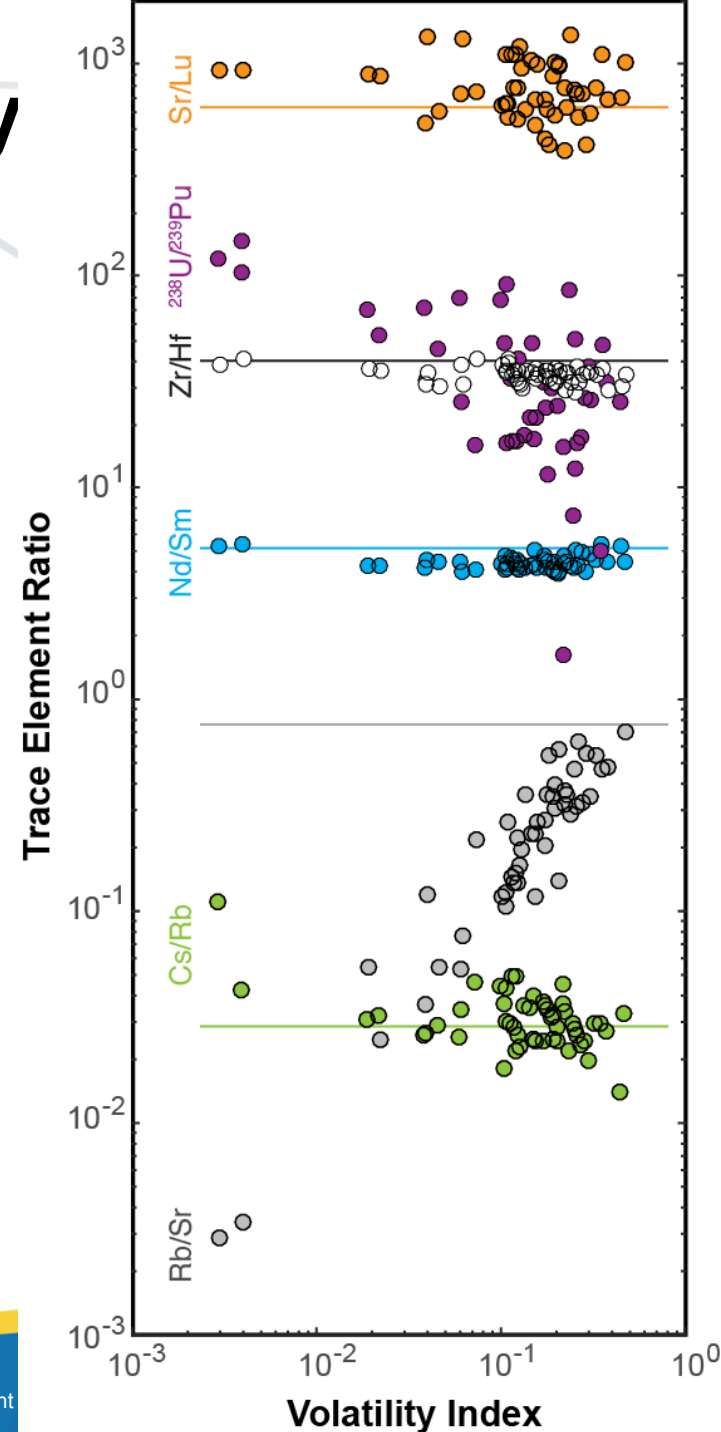 y
10³
Sr/Lu
²³⁸U/²³⁹Pu
10²
Zr/Hf
10¹
Nd/Sm
10⁰
Trace Element Ratio
10⁻¹
Cs/Rb
10⁻²
Rb/Sr
10⁻³
10⁻³ 10⁻² 10⁻¹ 10⁰
Volatility Index
nt